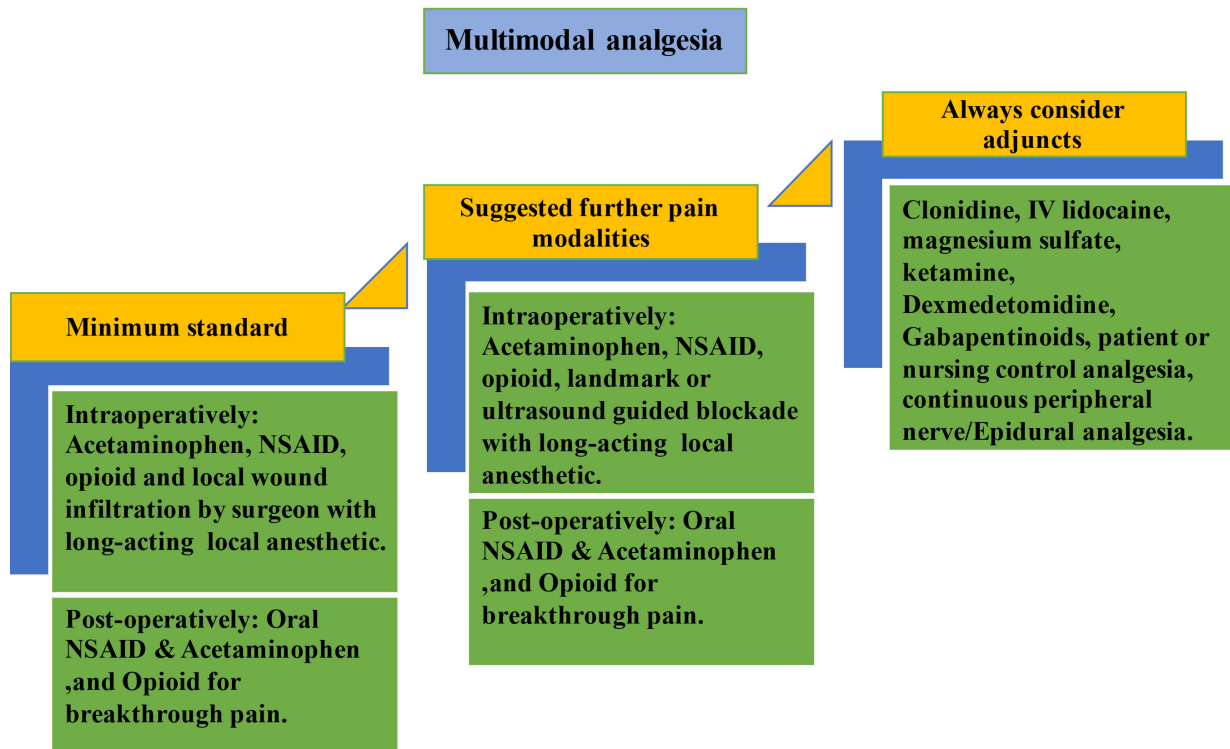 Multimodal analgesia
Minimum standard
Intraoperatively:
Acetaminophen, NSAID,
opioid and local wound
infiltration by surgeon with
long-acting local anesthetic.
Post-operatively: Oral
NSAID & Acetaminophen
,and Opioid for
breakthrough pain.
Suggested further pain
modalities
Intraoperatively:
Acetaminophen, NSAID,
opioid, landmark or
ultrasound guided blockade
with long-acting local
anesthetic.
Post-operatively: Oral
NSAID & Acetaminophen
,and Opioid for
breakthrough pain.
Always consider
adjuncts
Clonidine, IV lidocaine,
magnesium sulfate,
ketamine,
Dexmedetomidine,
Gabapentinoids, patient or
nursing control analgesia,
continuous peripheral
nerve/Epidural analgesia.